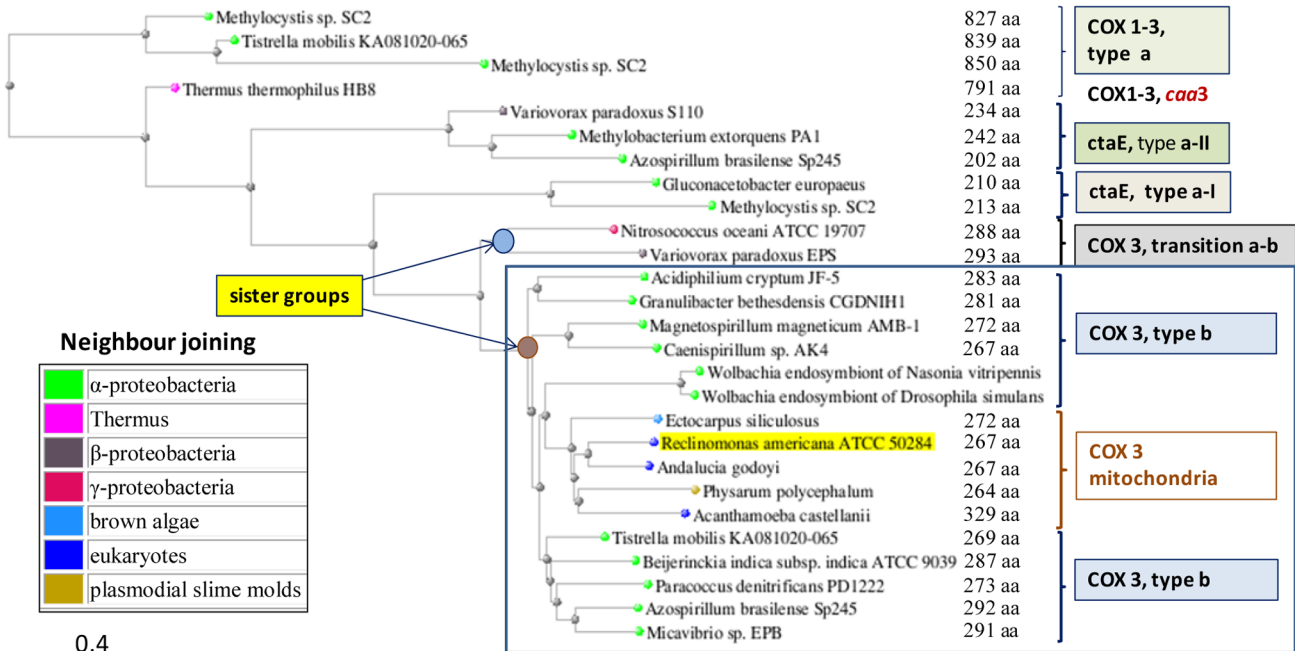 Methylocystis sp. SC2 827 aa
Tistrella mobilis KA081020-065 839 aa
Methylocystis sp. SC2 850 aa
COX 1-3,
type a
Thermus thermophilus HB8 791 aa
COX1-3, caa3
Variovorax paradoxus S110 234 aa
Methylobacterium extorquens PA1 242 aa
Azospirillum brasilense Sp245 202 aa
ctaE, type a-II
Gluconacetobacter europaeus 210 aa
Methylocystis sp. SC2 213 aa
ctaE, type a-I
Nitrosococcus oceani ATCC 19707 288 aa
Variovorax paradoxus EPS 293 aa
COX 3, transition a-b
sister groups
Acidiphilium cryptum JF-5 283 aa
Granulibacter bethesdensis CGDNIH1 281 aa
Magnetospirillum magneticum AMB-1 272 aa
Caenispirillum sp. AK4 267 aa
Wolbachia endosymbiont of Nasonia vitripennis
Wolbachia endosymbiont of Drosophila simulans
COX 3, type b
Ectocarpus siliculosus 272 aa
Reclinomonas americana ATCC 50284 267 aa
Andalucia godoyi 267 aa
Physarum polycephalum 264 aa
Acanthamoeba castellanii 329 aa
COX 3
mitochondria
Tistrella mobilis KA081020-065 269 aa
Beijerinckia indica subsp. indica ATCC 9039 287 aa
Paracoccus denitrificans PD1222 273 aa
Azospirillum brasilense Sp245 292 aa
Micavibrio sp. EPB 291 aa
COX 3, type b
Neighbour joining
α-proteobacteria
Thermus
β-proteobacteria
γ-proteobacteria
brown algae
eukaryotes
plasmodial slime molds
0.4